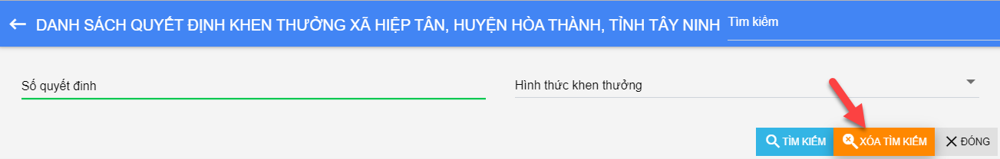 DANH SÁCH QUYẾT ĐỊNH KHEN THƯỞNG XÃ HIỆP TÂN, HUYỆN HÒA THÀNH, TỈNH TÂY NINH
Tìm kiếm
Số quyết đinh
Hình thức khen thưởng
TÌM KIẾM
XÓA TÌM KIẾM
ĐÓNG